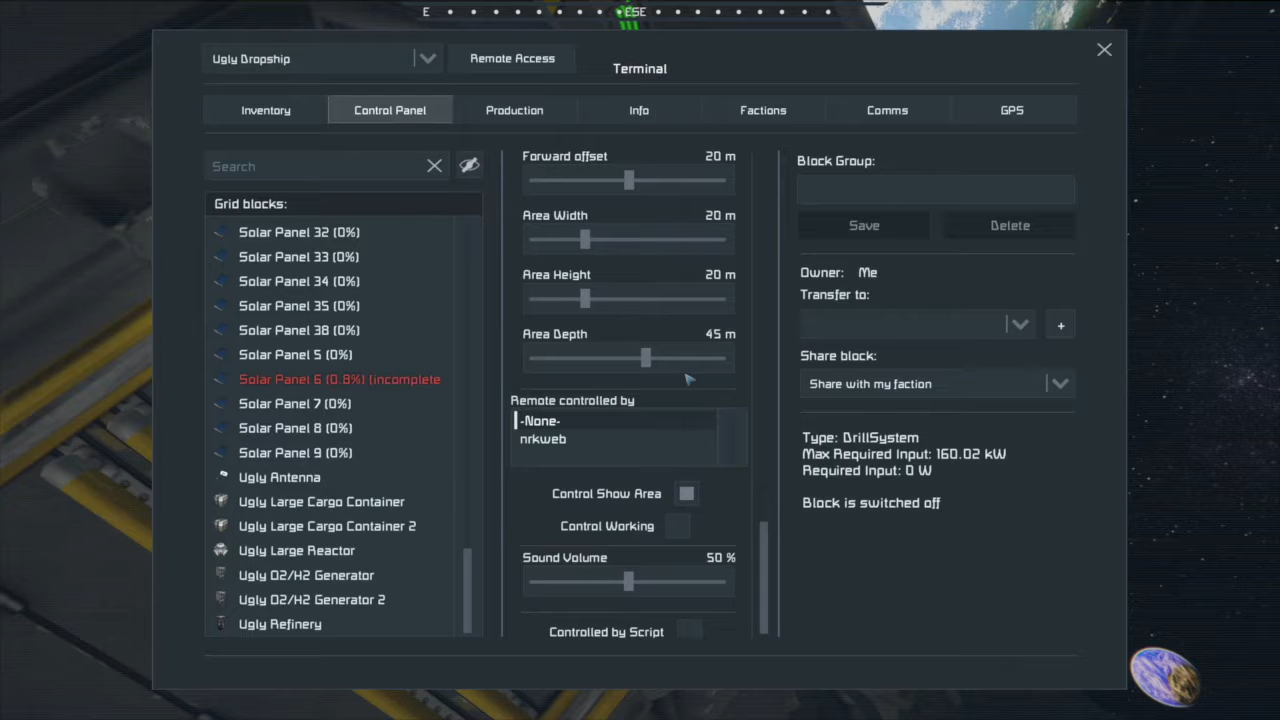 E ESE
Ugly Dropship
Remote Access
Terminal
Inventory
Control Panel
Production
Info
Factions
Comms
GPS
Search
Grid blocks:
Solar Panel 32 (0%)
Solar Panel 33 (0%)
Solar Panel 34 (0%)
Solar Panel 35 (0%)
Solar Panel 38 (0%)
Solar Panel 5 (0%)
Solar Panel 6 (0.8%) (incomplete
Solar Panel 7 (0%)
Solar Panel 8 (0%)
Solar Panel 9 (0%)
Ugly Antenna
Ugly Large Cargo Container
Ugly Large Cargo Container 2
Ugly Large Reactor
Ugly O2/H2 Generator
Ugly O2/H2 Generator 2
Ugly Refinery
Forward offset 20 m
Area Width 20 m
Area Height 20 m
Area Depth 45 m
Remote controlled by
-None-
nrkweb
Control Show Area
Control Working
Sound Volume 50 %
Controlled by Script
Block Group:
Save
Delete
Owner: Me
Transfer to:
+
Share block:
Share with my faction
Type: DrillSystem
Max Required Input: 160.02 kW
Required Input: 0 W
Block is switched off